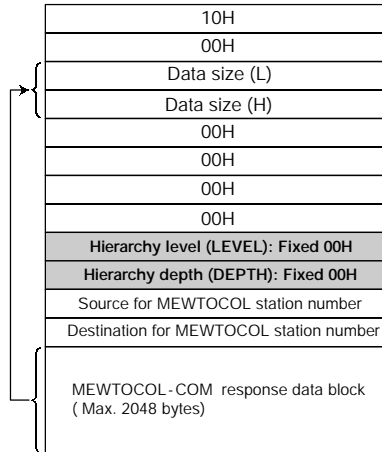 10H
00H
Data size (L)
Data size (H)
00H
00H
00H
00H
Hierarchy level (LEVEL): Fixed 00H
Hierarchy depth (DEPTH): Fixed 00H
Source for MEWTOCOL station number
Destination for MEWTOCOL station number
MEWTOCOL-COM response data block
( Max. 2048 bytes)